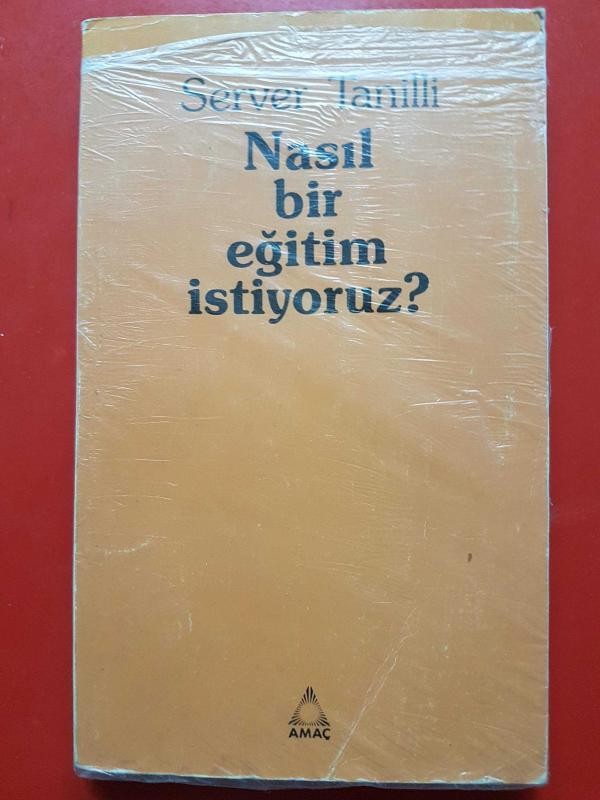 Server Tanilli
Nasıl
bir
eğitim
istiyoruz?
AMAÇ